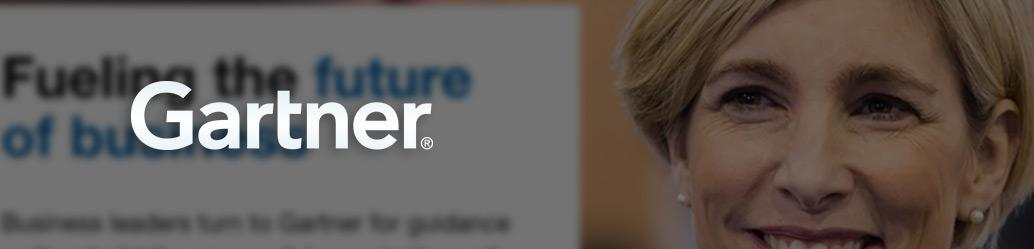 Fueling the future
of business
Gartner®
Business leaders turn to Gartner for guidance